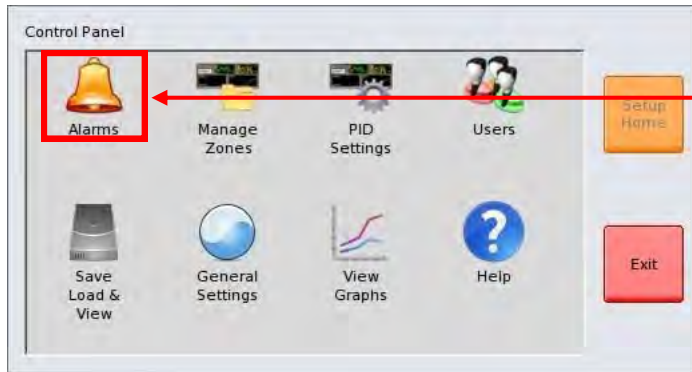 Control Panel
Alarms
Manage
Zones
PID
Settings
Users
Setup
Home
Save
Load &
View
General
Settings
View
Graphs
Help
Exit